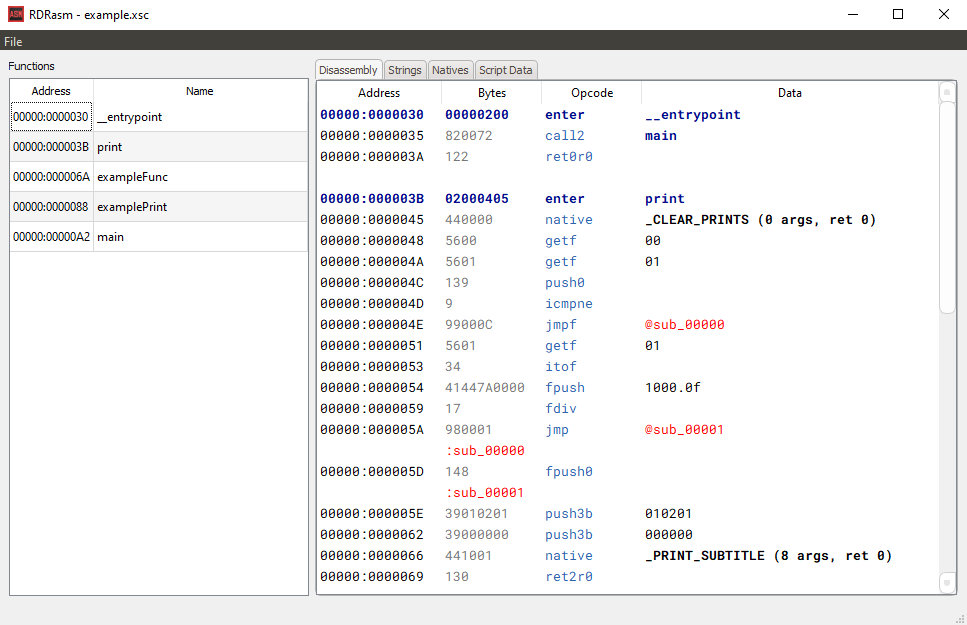 ASM RDRasm - example.xsc
File
Functions
Address Name
00000:0000030 __entrypoint
00000:000003B print
00000:000006A exampleFunc
00000:0000088 examplePrint
00000:00000A2 main
Disassembly Strings Natives Script Data
Address Bytes Opcode Data
00000:0000030 00000200 enter __entrypoint
00000:0000035 820072 call2 main
00000:000003A 122 ret0r0
00000:000003B 02000405 enter print
00000:0000045 440000 native _CLEAR_PRINTS (0 args, ret 0)
00000:0000048 5600 getf 00
00000:000004A 5601 getf 01
00000:000004C 139 push0
00000:000004D 9 icmpne
00000:000004E 99000C jmpf @sub_00000
00000:0000051 5601 getf 01
00000:0000053 34 itof
00000:0000054 41447A0000 fpush 1000.0f
00000:0000059 17 fdiv
00000:000005A 980001 jmp @sub_00001
:sub_00000
00000:000005D 148 fpush0
:sub_00001
00000:000005E 39010201 push3b 010201
00000:0000062 39000000 push3b 000000
00000:0000066 441001 native _PRINT_SUBTITLE (8 args, ret 0)
00000:0000069 130 ret2r0